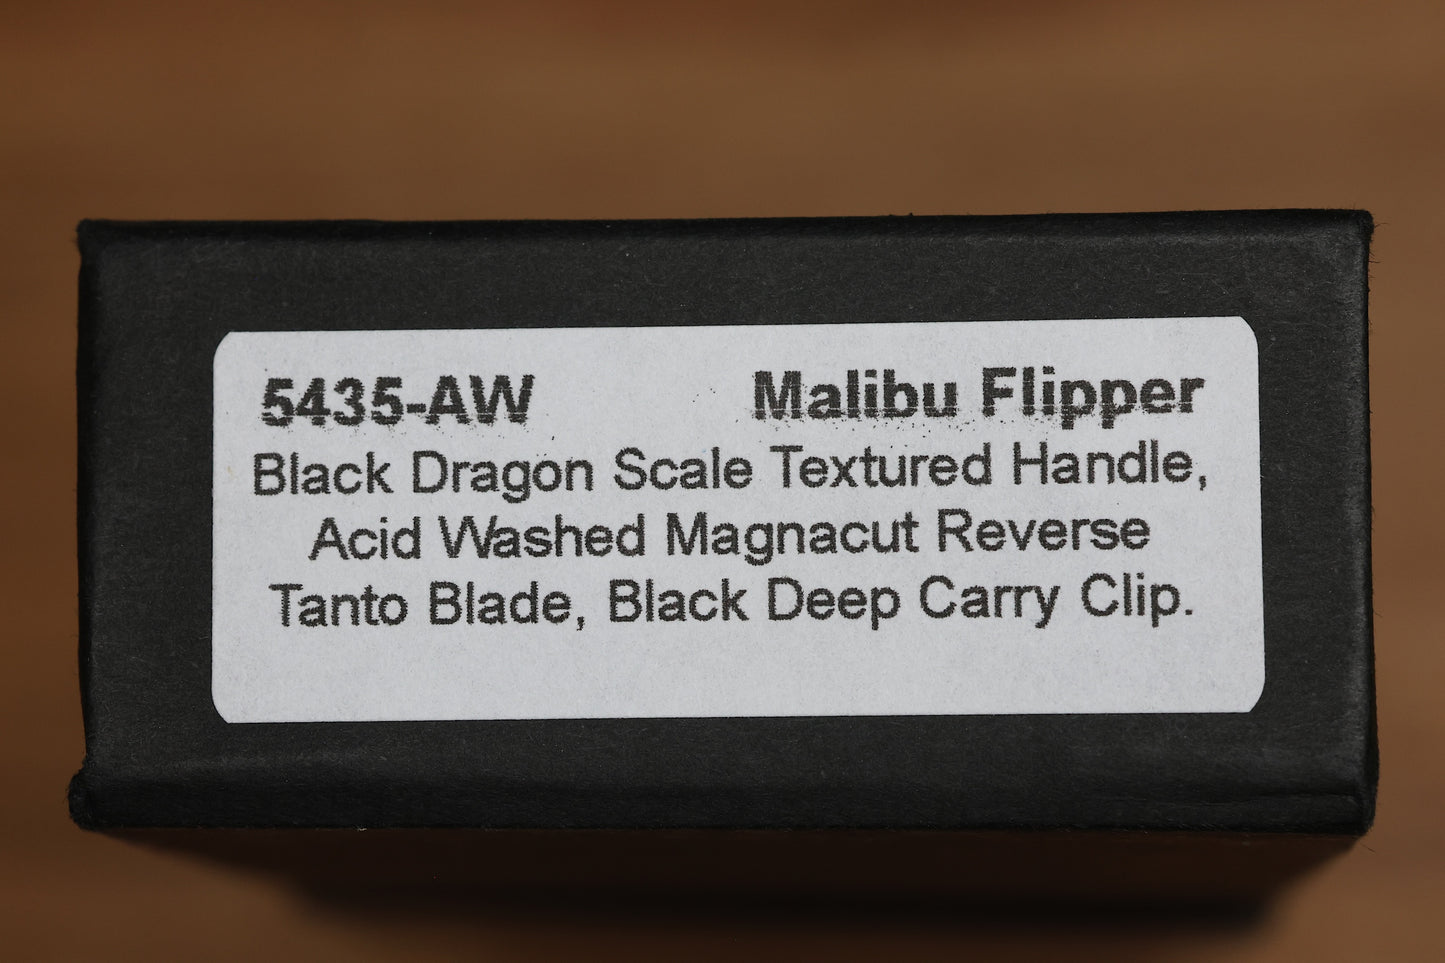 5435-AW Malibu Flipper
Black Dragon Scale Textured Handle,
Acid Washed Magnacut Reverse
Tanto Blade, Black Deep Carry Clip.